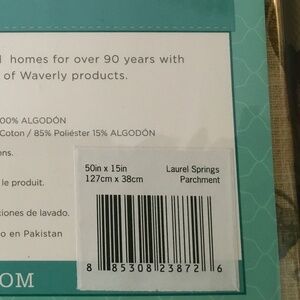 homes for over 90 years with
of Waverly products.
00% ALGODÓN
Coton / 85% Poliéster 15% ALGODÓN
ons.
le produit.
ciones de lavado.
o en Pakistan
50in x 15in
127cm x 38cm
Laurel Springs
Parchment
8 85308 23872 6
OM